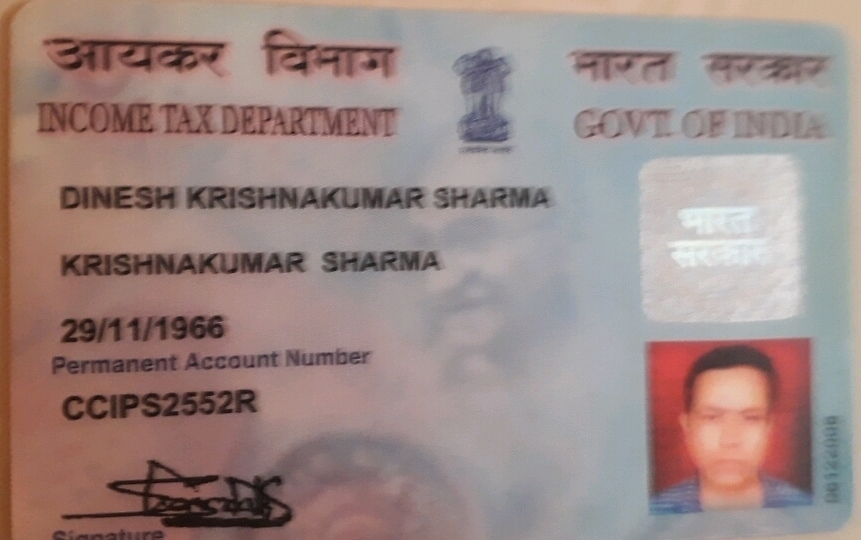 आयकर विभाग
INCOME TAX DEPARTMENT
भारत सरकार
GOVT. OF INDIA
DINESH KRISHNAKUMAR SHARMA
KRISHNAKUMAR SHARMA
29/11/1966
Permanent Account Number
CCIPS2552R
Signature
भारत
सरकार
06122008